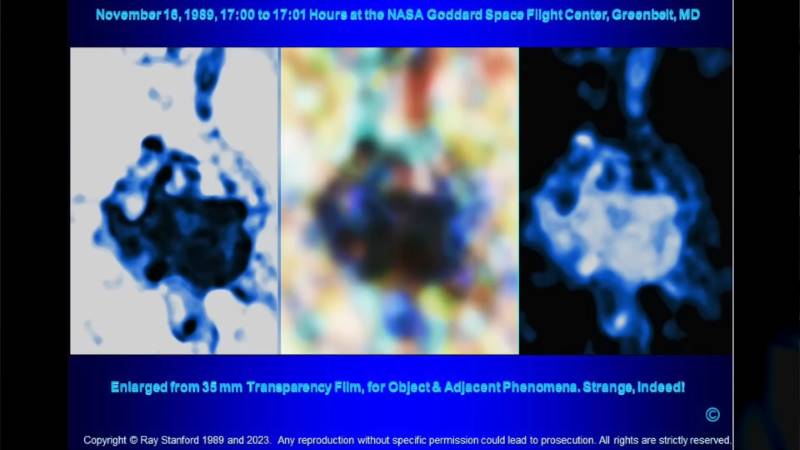 November 16, 1989, 17:00 to 17:01 Hours at the NASA Goddard Space Flight Center, Greenbelt, MD
Enlarged from 35 mm Transparency Film, for Object & Adjacent Phenomena. Strange, Indeed!
©
Copyright © Ray Stanford 1989 and 2023. Any reproduction without specific permission could lead to prosecution. All rights are strictly reserved.